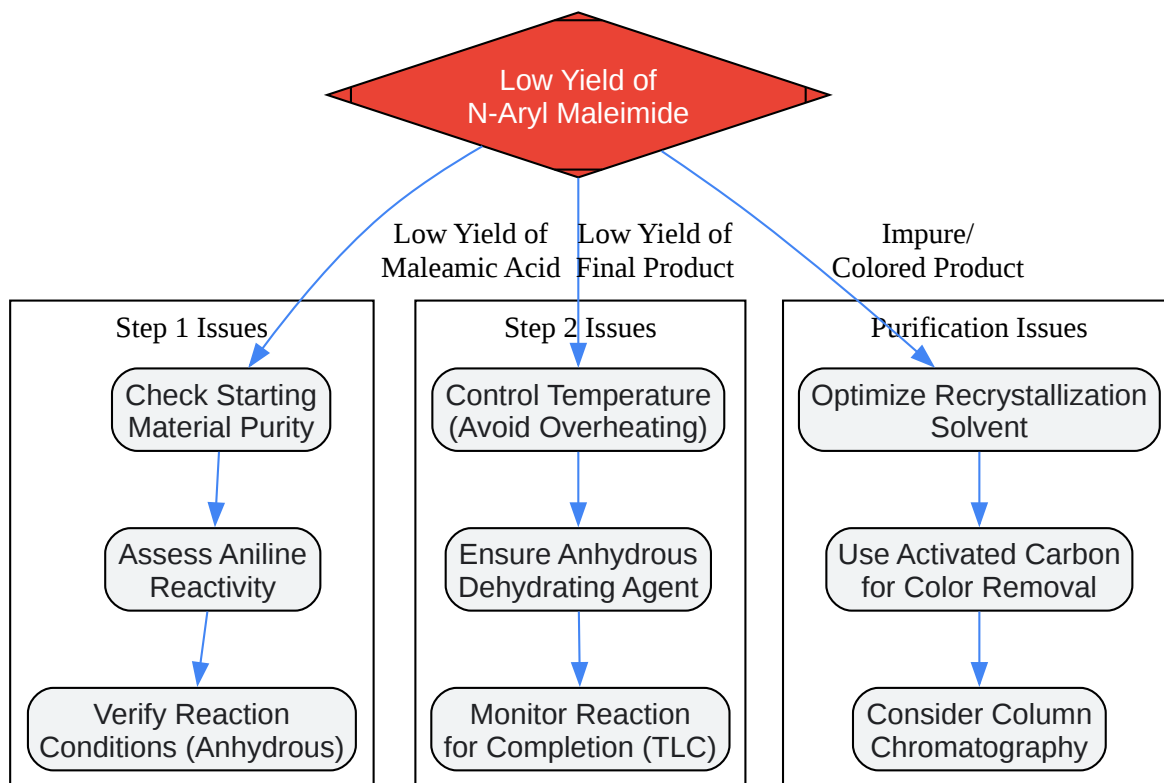 Low Yield of
N-Aryl Maleimide
Low Yield of
Maleamic Acid
Low Yield of
Final Product
Impure/
Colored Product
Step 1 Issues
Check Starting
Material Purity
Assess Aniline
Reactivity
Verify Reaction
Conditions (Anhydrous)
Step 2 Issues
Control Temperature
(Avoid Overheating)
Ensure Anhydrous
Dehydrating Agent
Monitor Reaction
for Completion (TLC)
Purification Issues
Optimize Recrystallization
Solvent
Use Activated Carbon
for Color Removal
Consider Column
Chromatography